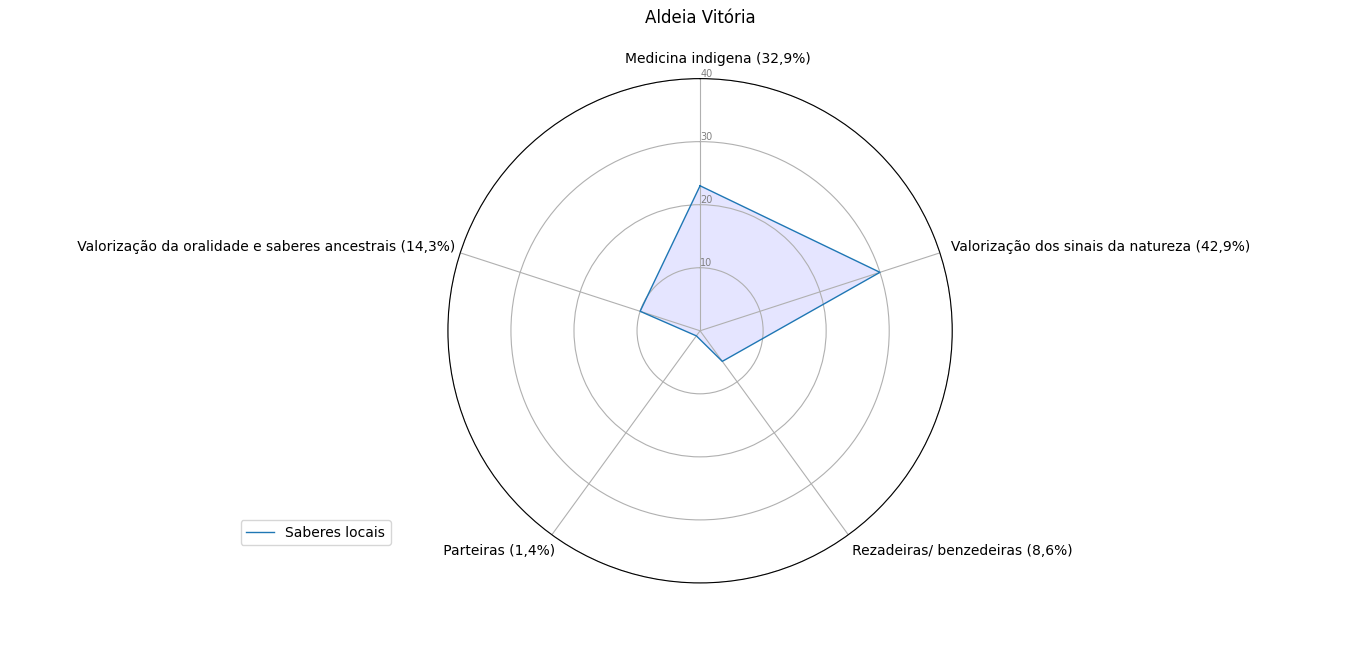 Aldeia Vitória
Medicina indigena (32,9%)
40
30
20
10
Valorização da oralidade e saberes ancestrais (14,3%)
Valorização dos sinais da natureza (42,9%)
Saberes locais
Parteiras (1,4%)
Rezadeiras/ benzedeiras (8,6%)